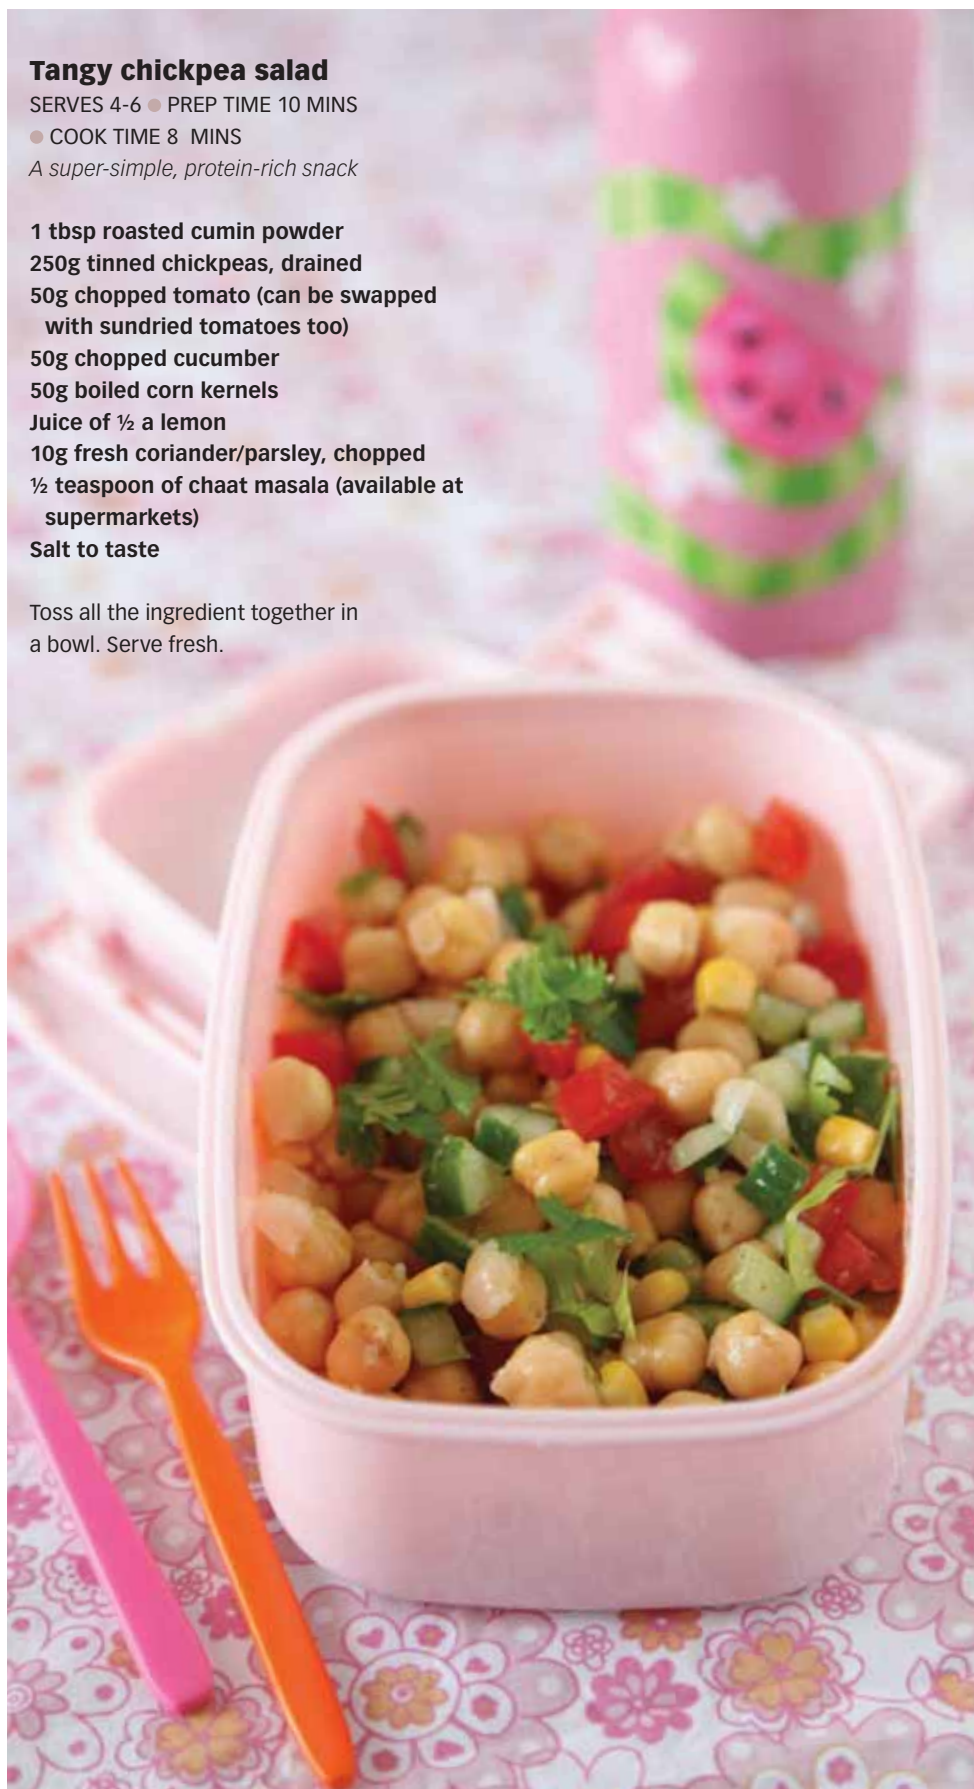 Tangy chickpea salad
SERVES 4-6 ● PREP TIME 10 MINS
● COOK TIME 8 MINS
A super-simple, protein-rich snack
1 tbsp roasted cumin powder
250g tinned chickpeas, drained
50g chopped tomato (can be swapped
with sundried tomatoes too)
50g chopped cucumber
50g boiled corn kernels
Juice of ½ a lemon
10g fresh coriander/parsley, chopped
½ teaspoon of chaat masala (available at
supermarkets)
Salt to taste
Toss all the ingredient together in
a bowl. Serve fresh.